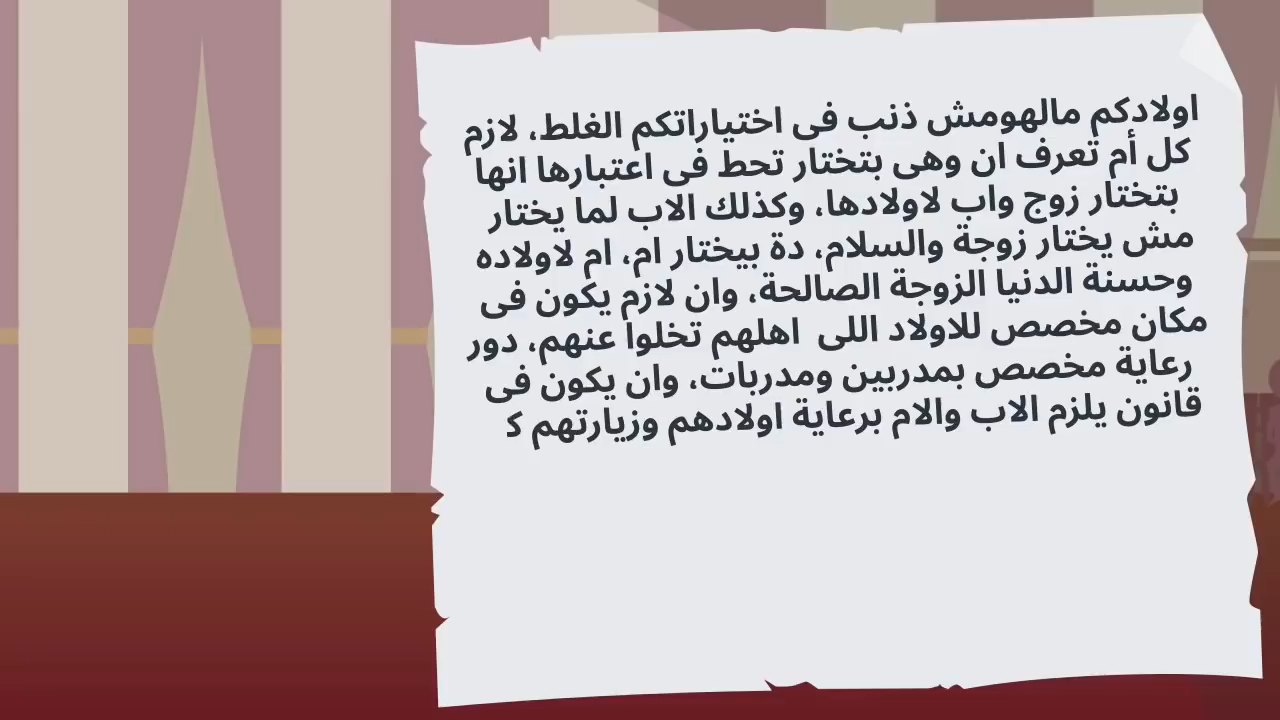 اولادكم مالهومش ذنب فى اختياراتكم الغلط، لازم
كل أم تعرف ان وهى بتختار تحط فى اعتبارها انها
بتختار زوج واب لاولادها، وكذلك الاب لما يختار
مش يختار زوجة والسلام، دة بيختار ام، ام لاولاده
وحسنة الدنيا الزوجة الصالحة، وان لازم يكون فى
مكان مخصص للاولاد اللى اهلهم تخلوا عنهم، دور
رعاية مخصص بمدربين ومدربات، وان يكون فى
قانون يلزم الاب والام برعاية اولادهم وزيارتهم ك